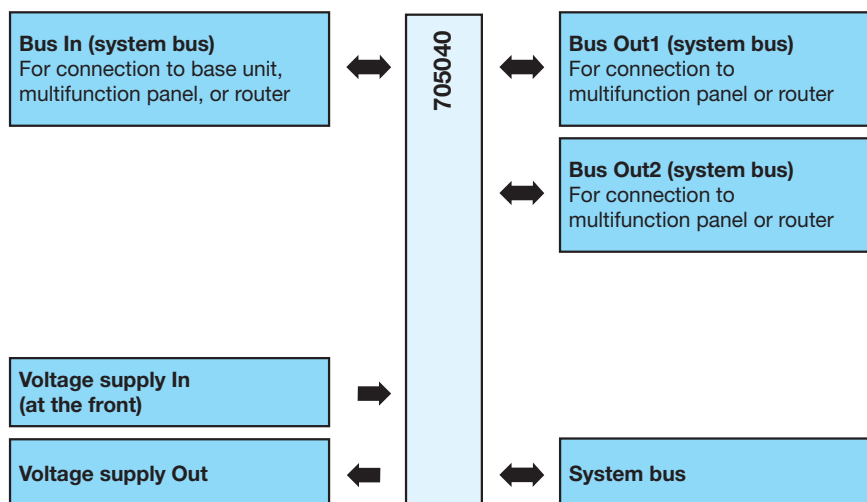 Bus In (system bus)
For connection to base unit,
multifunction panel, or router
705040
Bus Out1 (system bus)
For connection to
multifunction panel or router
Bus Out2 (system bus)
For connection to
multifunction panel or router
Voltage supply In
(at the front)
Voltage supply Out
System bus